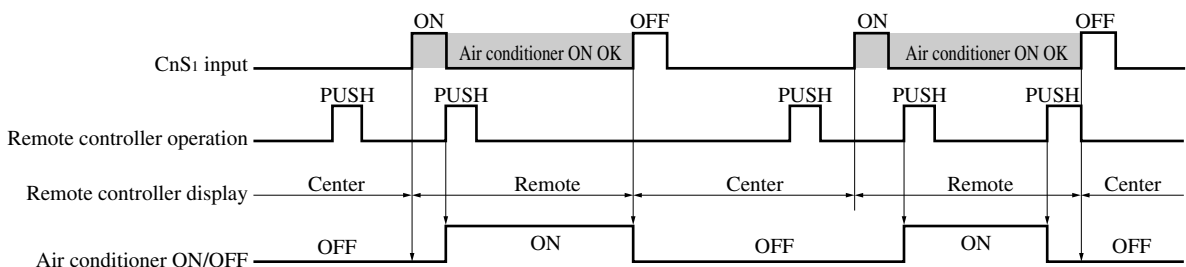 ON OFF ON OFF
CnS1 input Air conditioner ON OK Air conditioner ON OK
PUSH PUSH PUSH PUSH PUSH
Remote controller operation
Remote controller display Center Remote Center Remote Center
Air conditioner ON/OFF OFF ON OFF ON OFF